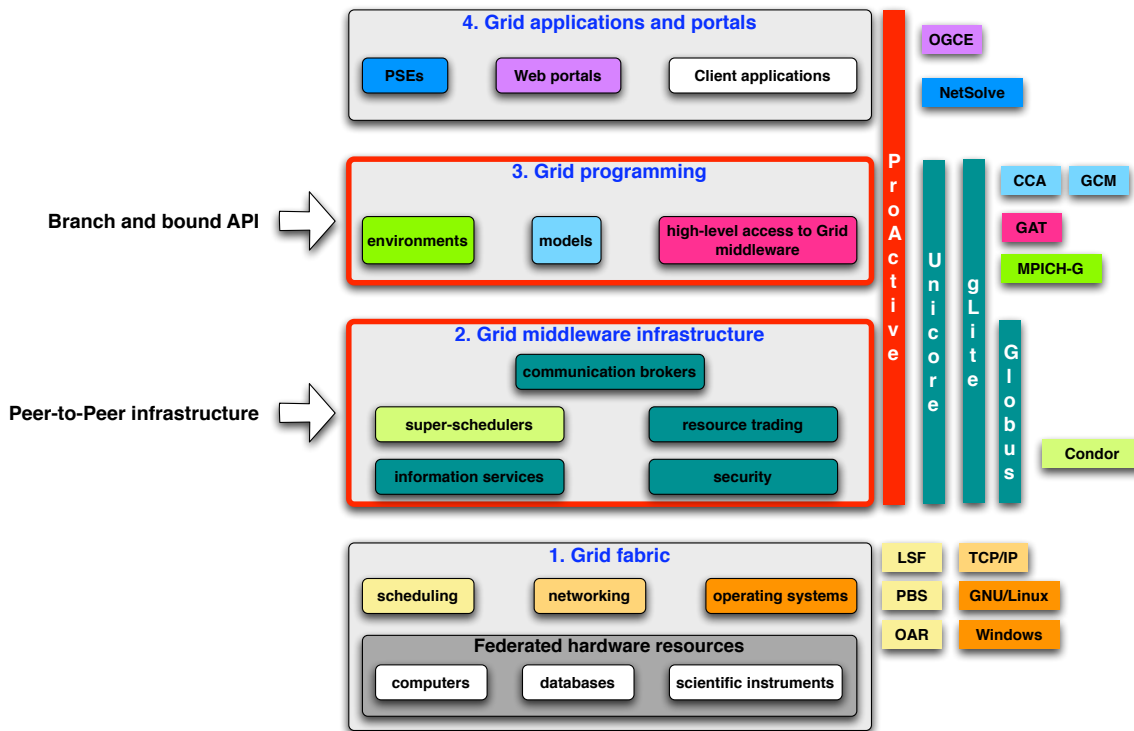 4. Grid applications and portals
PSEs
Web portals
Client applications
OGCE
NetSolve
ProActive
Branch and bound API
3. Grid programming
environments
models
high-level access to Grid
middleware
Unicore
gLite
CCA
GCM
GAT
MPICH-G
Peer-to-Peer infrastructure
2. Grid middleware infrastructure
communication brokers
super-schedulers
resource trading
information services
security
Globus
Condor
1. Grid fabric
scheduling
networking
operating systems
LSF
TCP/IP
PBS
GNU/Linux
OAR
Windows
Federated hardware resources
computers
databases
scientific instruments